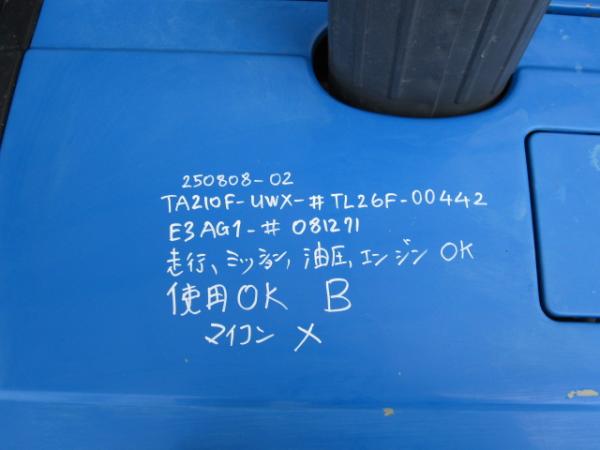 250808-02
TA210F-UWX-# TL26F-00442
E3AG1-# 081271
走行、ミッション, 油圧, エンジン OK
使用OK B
マイコン ×